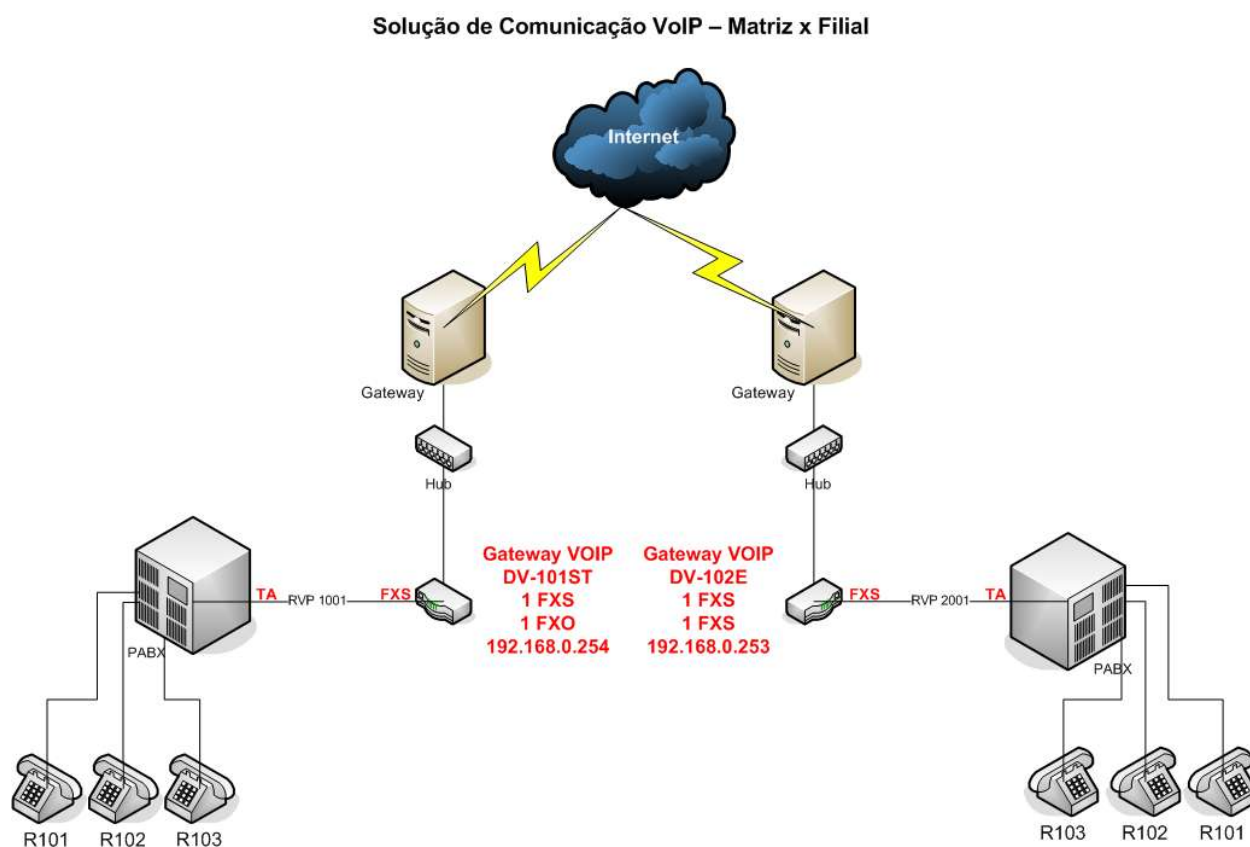 Solução de Comunicação VoIP – Matriz x Filial
Internet
Gateway
Gateway
Hub
Hub
Gateway VOIP
DV-101ST
1 FXS
1 FXO
192.168.0.254
Gateway VOIP
DV-102E
1 FXS
1 FXS
192.168.0.253
TA
RVP 1001
FXS
FXS
RVP 2001
TA
PABX
PABX
R101
R102
R103
R103
R102
R101